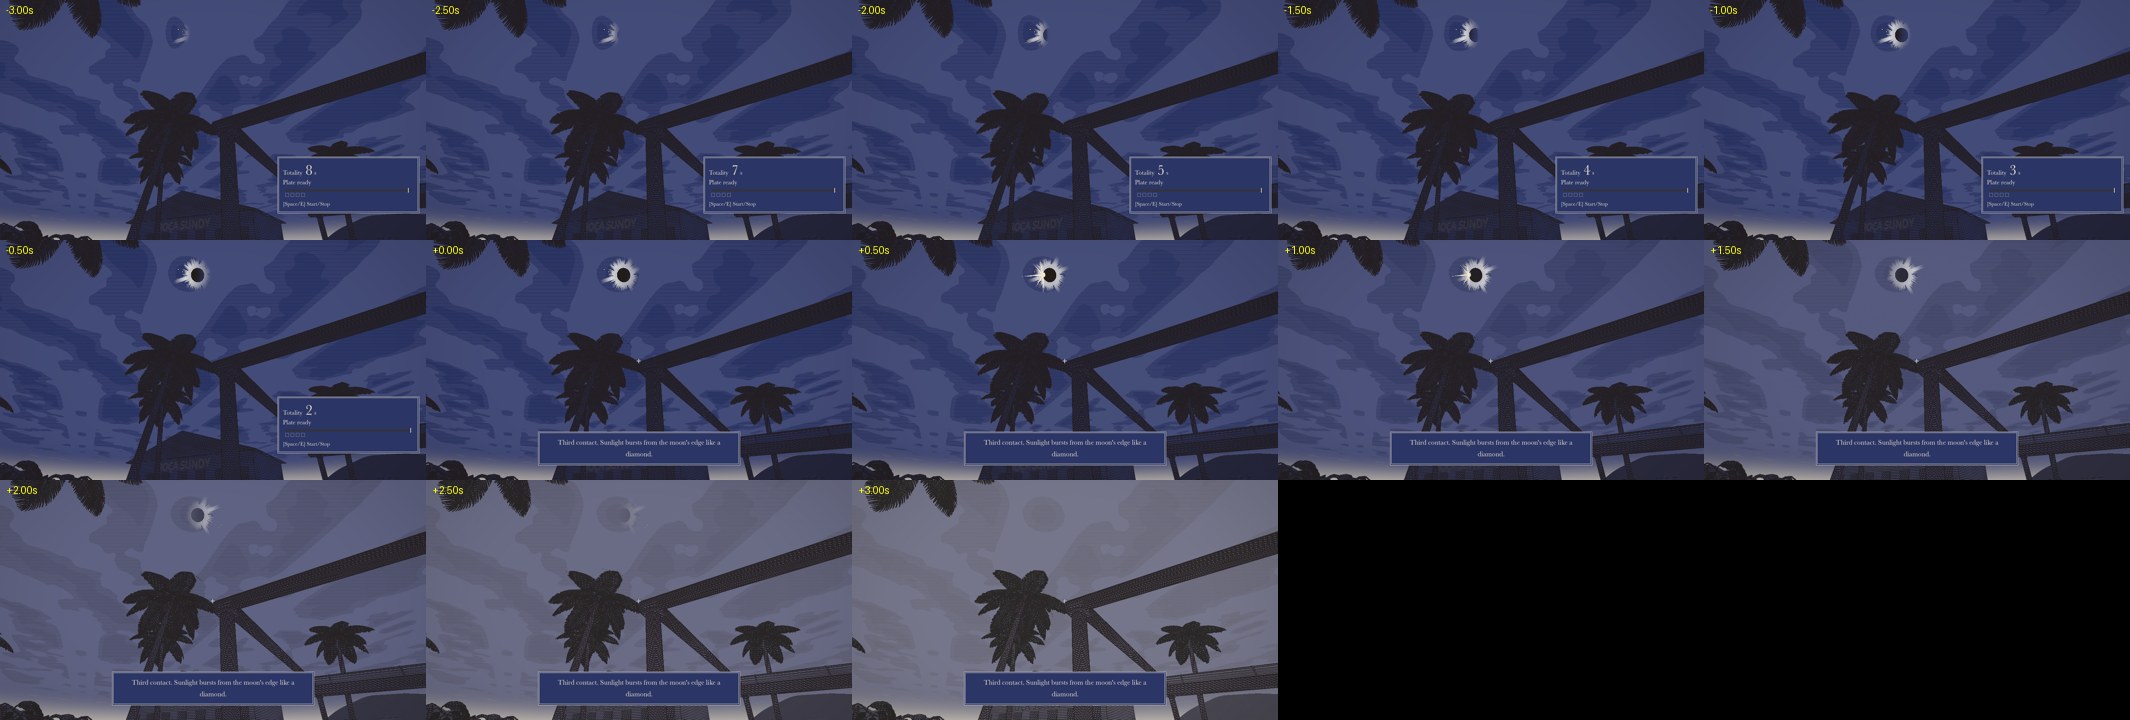 -3.00s
Totality 8 s
Plate ready
[Space/E] Start/Stop
-2.50s
Totality 7 s
Plate ready
[Space/E] Start/Stop
-2.00s
Totality 5 s
Plate ready
[Space/E] Start/Stop
-1.50s
Totality 4 s
Plate ready
[Space/E] Start/Stop
-1.00s
Totality 3 s
Plate ready
[Space/E] Start/Stop
-0.50s
Totality 2 s
Plate ready
[Space/E] Start/Stop
+0.00s
Third contact. Sunlight bursts from the moon's edge like a
diamond.
+0.50s
Third contact. Sunlight bursts from the moon's edge like a
diamond.
+1.00s
Third contact. Sunlight bursts from the moon's edge like a
diamond.
+1.50s
Third contact. Sunlight bursts from the moon's edge like a
diamond.
+2.00s
Third contact. Sunlight bursts from the moon's edge like a
diamond.
+2.50s
Third contact. Sunlight bursts from the moon's edge like a
diamond.
+3.00s
Third contact. Sunlight bursts from the moon's edge like a
diamond.